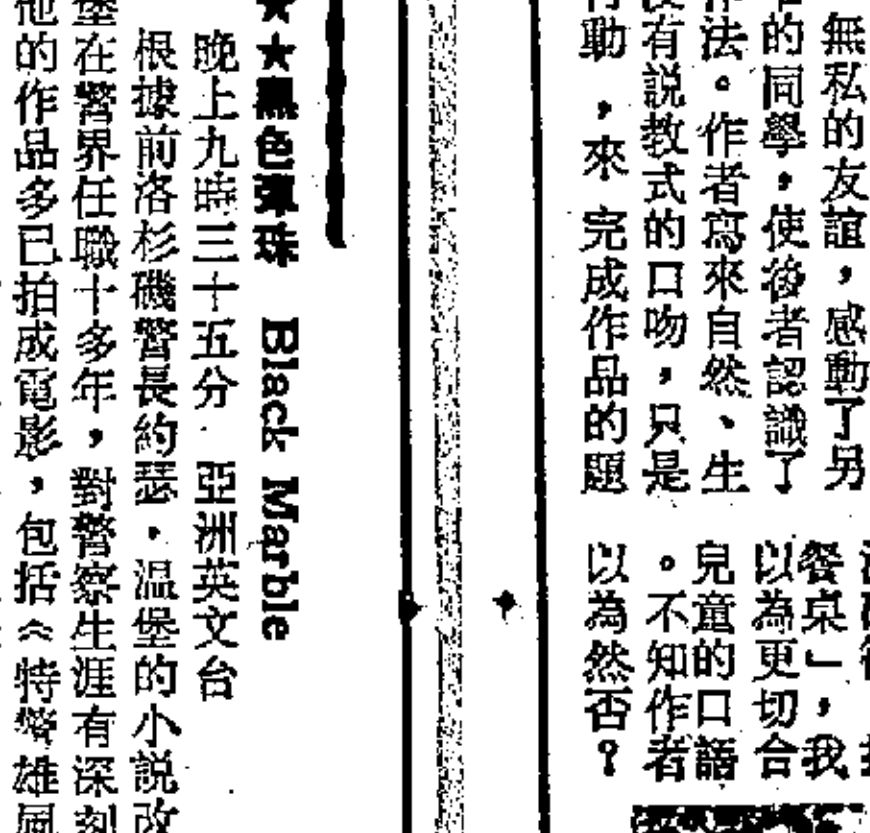 無私的友誼，感動了另
的同學，使後者認識了
法。作者寫來自然、生
有説教式的口吻，只是
動，來完成作品的題
餐桌」，我
以為更切合
兒童的口語
。不知作者
以為然否？
★★黑色彈珠 Black Marble
晚上九時三十五分 亞洲英文台
根據前洛杉磯警長約瑟・温堡的小説改
堡在警界任職十多年，對警察生涯有深刻
他的作品多已拍成電影，包括《特警雄風